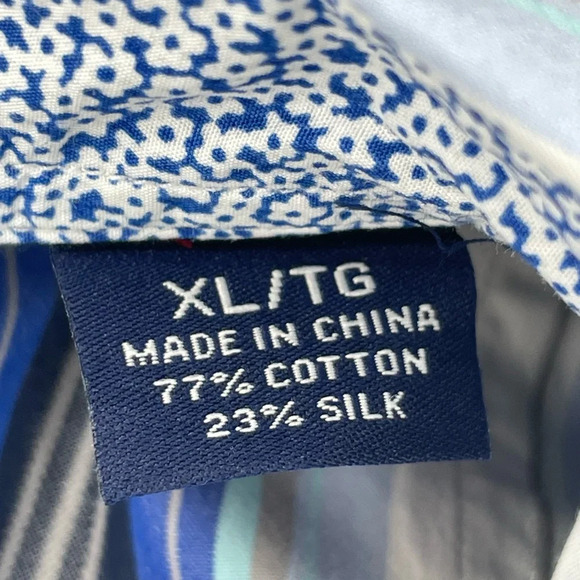 XL/TG
MADE IN CHINA
77% COTTON
23% SILK